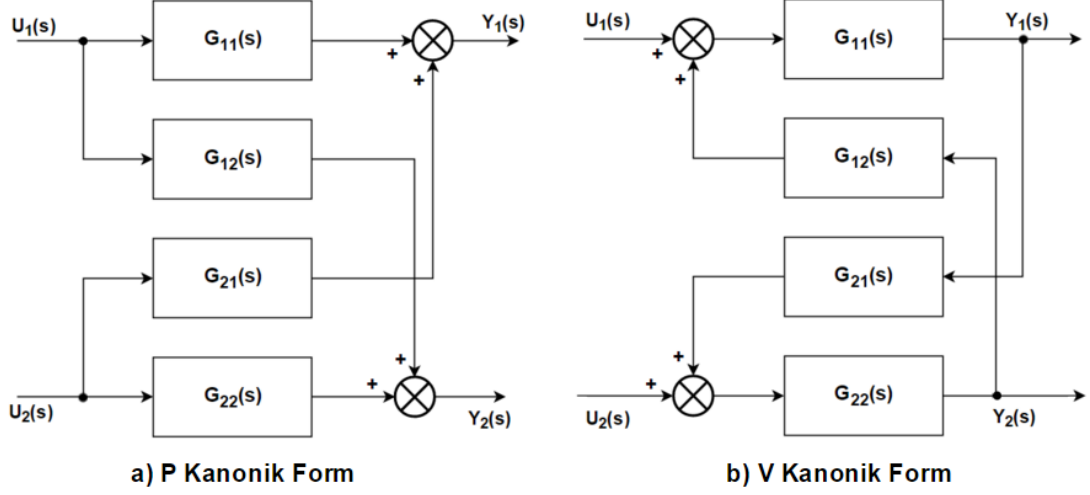 U1(s)
G11(s)
+
+
Y1(s)
G12(s)
G21(s)
U2(s)
G22(s)
+
+
Y2(s)
a) P Kanonik Form
U1(s)
+
+
G11(s)
Y1(s)
G12(s)
G21(s)
U2(s)
+
+
G22(s)
Y2(s)
b) V Kanonik Form